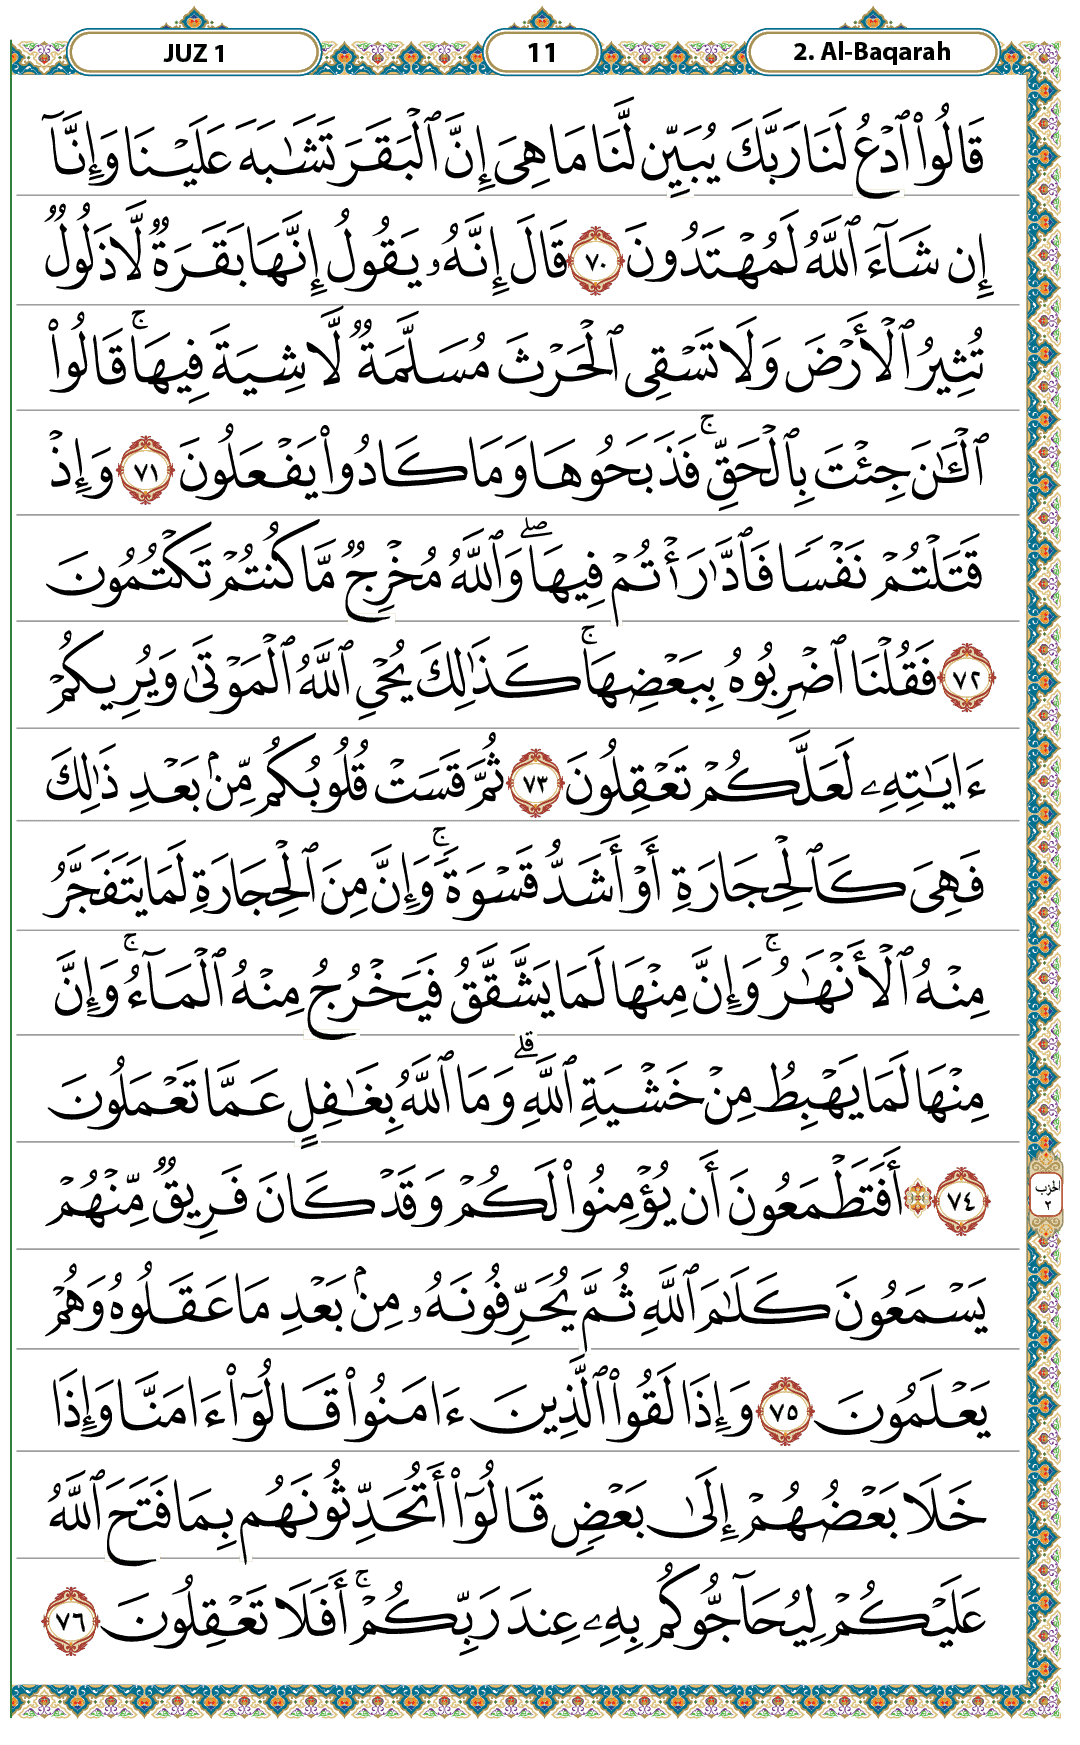 JUZ 1
11
2. Al-Baqarah
قَالُوا۟ ٱدْعُ لَنَا رَبَّكَ يُبَيِّن لَّنَا مَا هِىَ إِنَّ ٱلْبَقَرَ تَشَـٰبَهَ عَلَيْنَا وَإِنَّآ
إِن شَآءَ ٱللَّهُ لَمُهْتَدُونَ ٧٠ قَالَ إِنَّهُۥ يَقُولُ إِنَّهَا بَقَرَةٌ لَّا ذَلُولٌ
تُثِيرُ ٱلْأَرْضَ وَلَا تَسْقِى ٱلْحَرْثَ مُسَلَّمَةٌ لَّا شِيَةَ فِيهَا ۚ قَالُوا۟
ٱلْـَٔـٰنَ جِئْتَ بِٱلْحَقِّ ۚ فَذَبَحُوهَا وَمَا كَادُوا۟ يَفْعَلُونَ ٧١ وَإِذْ
قَتَلْتُمْ نَفْسًا فَٱدَّٰرَْٰٔتُمْ فِيهَا ۖ وَٱللَّهُ مُخْرِجٌ مَّا كُنتُمْ تَكْتُمُونَ
٧٢ فَقُلْنَا ٱضْرِبُوهُ بِبَعْضِهَا ۚ كَذَٰلِكَ يُحْىِ ٱللَّهُ ٱلْمَوْتَىٰ وَيُرِيكُمْ
ءَايَـٰتِهِۦ لَعَلَّكُمْ تَعْقِلُونَ ٧٣ ثُمَّ قَسَتْ قُلُوبُكُم مِّنۢ بَعْدِ ذَٰلِكَ
فَهِىَ كَٱلْحِجَارَةِ أَوْ أَشَدُّ قَسْوَةً ۚ وَإِنَّ مِنَ ٱلْحِجَارَةِ لَمَا يَتَفَجَّرُ
مِنْهُ ٱلْأَنْهَـٰرُ ۚ وَإِنَّ مِنْهَا لَمَا يَشَّقَّقُ فَيَخْرُجُ مِنْهُ ٱلْمَآءُ ۚ وَإِنَّ
مِنْهَا لَمَا يَهْبِطُ مِنْ خَشْيَةِ ٱللَّهِ ۗ وَمَا ٱللَّهُ بِغَـٰفِلٍ عَمَّا تَعْمَلُونَ
٧٤ ۞ أَفَتَطْمَعُونَ أَن يُؤْمِنُوا۟ لَكُمْ وَقَدْ كَانَ فَرِيقٌ مِّنْهُمْ
الحزب
٢
يَسْمَعُونَ كَلَـٰمَ ٱللَّهِ ثُمَّ يُحَرِّفُونَهُۥ مِنۢ بَعْدِ مَا عَقَلُوهُ وَهُمْ
يَعْلَمُونَ ٧٥ وَإِذَا لَقُوا۟ ٱلَّذِينَ ءَامَنُوا۟ قَالُوٓا۟ ءَامَنَّا وَإِذَا
خَلَا بَعْضُهُمْ إِلَىٰ بَعْضٍ قَالُوٓا۟ أَتُحَدِّثُونَهُم بِمَا فَتَحَ ٱللَّهُ
عَلَيْكُمْ لِيُحَآجُّوكُم بِهِۦ عِندَ رَبِّكُمْ ۚ أَفَلَا تَعْقِلُونَ ٧٦